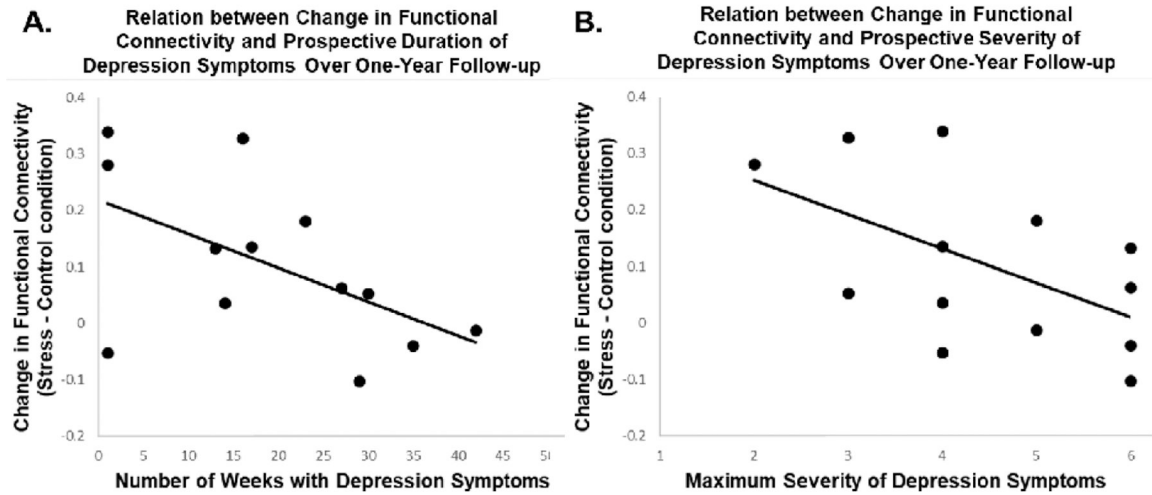 A.
Relation between Change in Functional
Connectivity and Prospective Duration of
Depression Symptoms Over One-Year Follow-up
Change in Functional Connectivity
(Stress - Control condition)
0.4
0.3
0.2
0.1
0
-0.1
-0.2
0 5 10 15 20 25 30 35 40 45
Number of Weeks with Depression Symptoms
B.
Relation between Change in Functional
Connectivity and Prospective Severity of
Depression Symptoms Over One-Year Follow-up
Change in Functional Connectivity
(Stress - Control condition)
0.4
0.3
0.2
0.1
0
-0.1
-0.2
1 2 3 4 5 6
Maximum Severity of Depression Symptoms